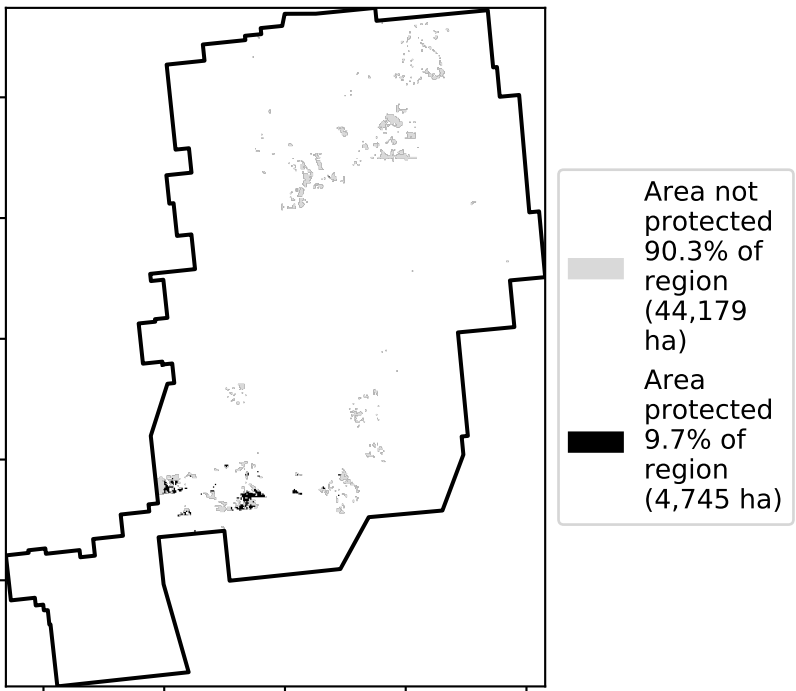 Area not
protected
90.3% of
region
(44,179
ha)
Area
protected
9.7% of
region
(4,745 ha)